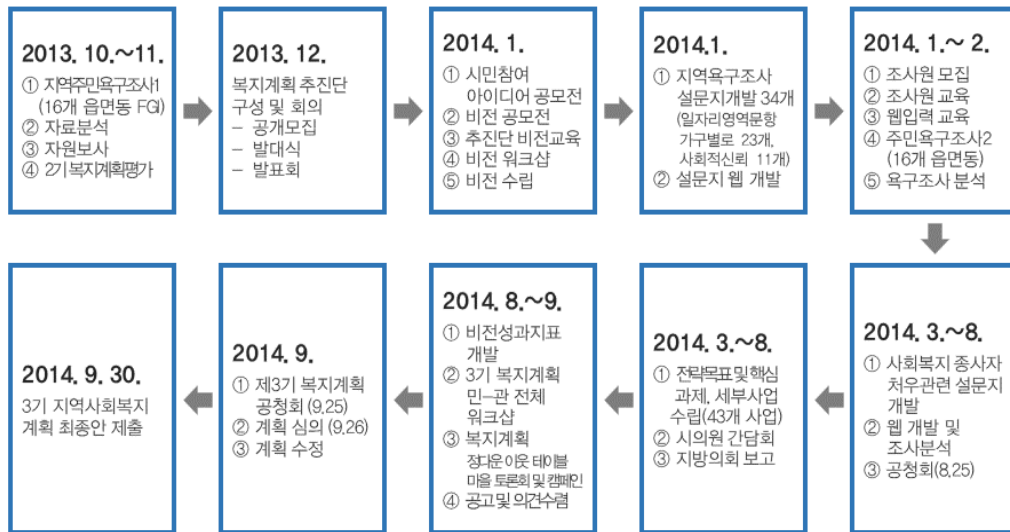 2013. 10.~11.
① 지역주민욕구조사1
(16개 읍면동 FGI)
② 자료분석
③ 자원보사
④ 2기 복지계획평가
2013. 12.
복지계획 추진단
구성 및 회의
– 공개모집
– 발대식
– 발표회
2014. 1.
① 시민참여
아이디어 공모전
② 비전 공모전
③ 추진단 비전교육
④ 비전 워크샵
⑤ 비전 수립
2014.1.
① 지역욕구조사
설문지개발 34개
(일자리영역문항
가구별로 23개,
사회적신뢰 11개)
② 설문지 웹 개발
2014. 1.~ 2.
① 조사원 모집
② 조사원 교육
③ 웹입력 교육
④ 주민욕구조사2
(16개 읍면동)
⑤ 욕구조사 분석
2014. 3.~8.
① 사회복지 종사자
처우관련 설문지
개발
② 웹 개발 및
조사분석
③ 공청회(8.25)
2014. 3.~8.
① 전략목표 및 핵심
과제, 세부사업
수립(43개 사업)
② 시의원 간담회
③ 지방의회 보고
2014. 8.~9.
① 비전성과지표
개발
② 3기 복지계획
민–관 전체
워크샵
③ 복지계획
정다운 이웃 테이블
마을 토론회 및 캠페인
④ 공고 및 의견수렴
2014. 9.
① 제3기 복지계획
공청회 (9.25)
② 계획 심의 (9.26)
③ 계획 수정
2014. 9. 30.
3기 지역사회복지
계획 최종안 제출